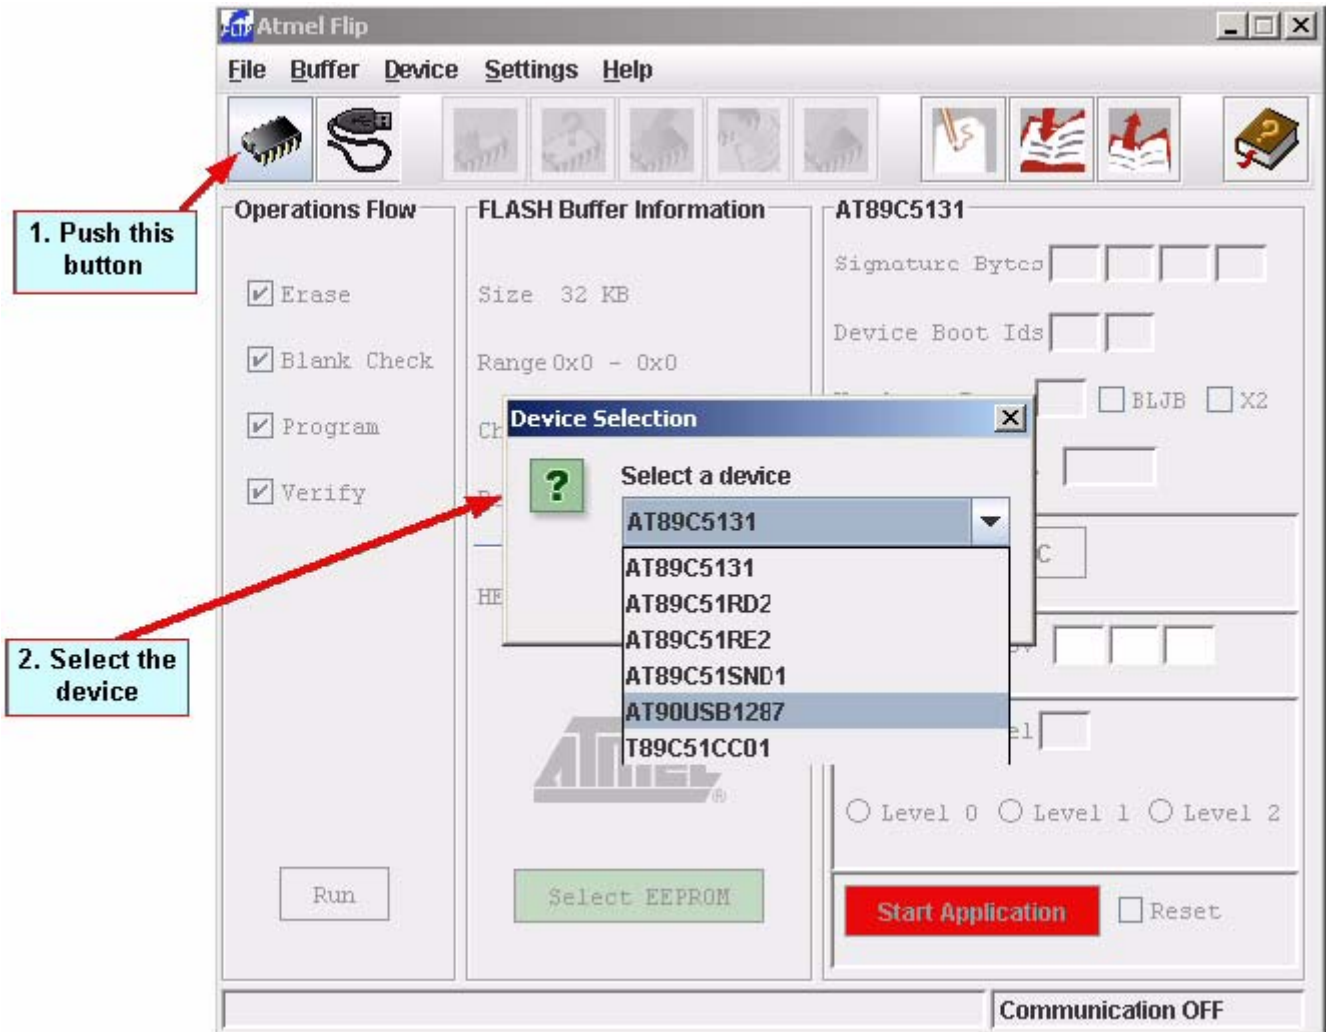 Atmel Flip
File Buffer Device Settings Help
1. Push this
button
Operations Flow
Erase
Blank Check
Program
Verify
Run
FLASH Buffer Information
Size 32 KB
Range 0x0 - 0x0
HE
ATMEL
®
Select EEPROM
AT89C5131
Signature Bytes
Device Boot Ids
BLJB X2
C
el
Level 0 Level 1 Level 2
Start Application Reset
2. Select the
device
Device Selection
?
Select a device
AT89C5131
AT89C5131
AT89C51RD2
AT89C51RE2
AT89C51SND1
AT90USB1287
T89C51CC01
Communication OFF